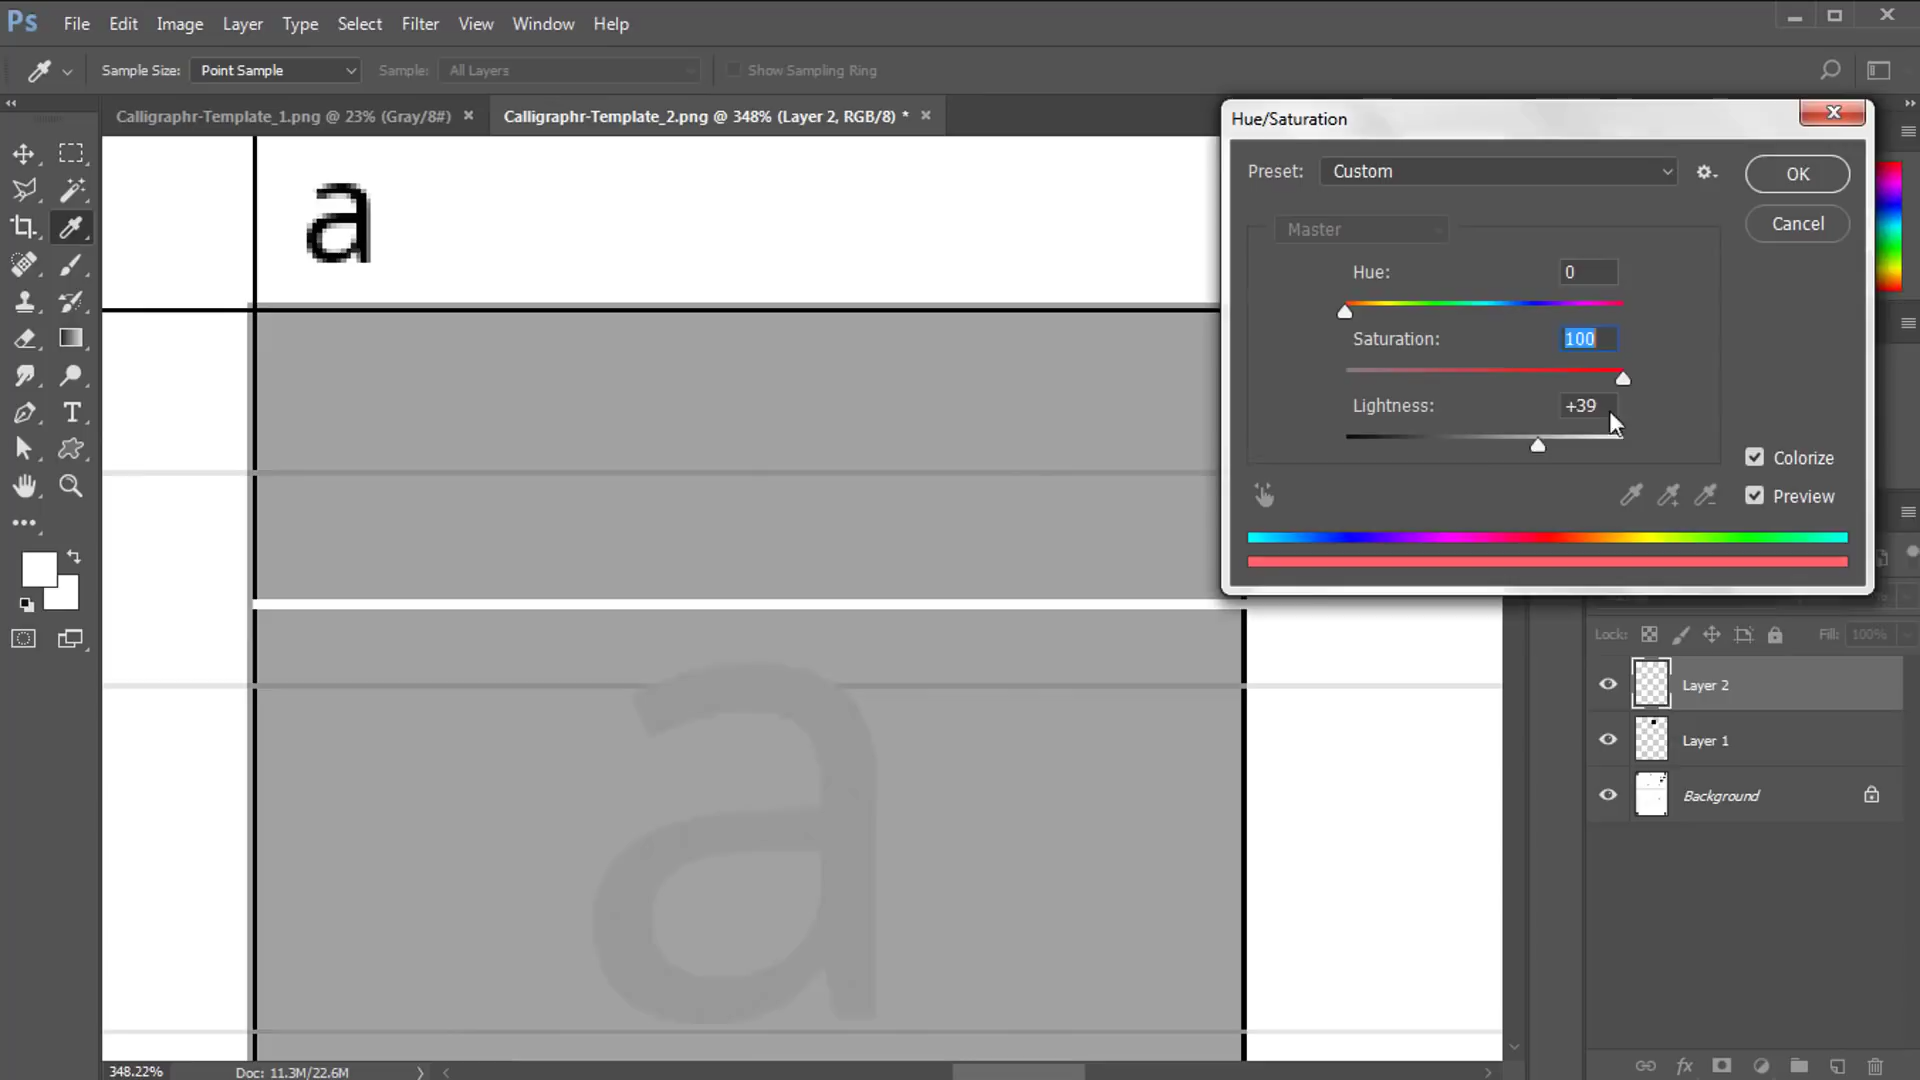 Ps File Edit Image Layer Type Select Filter View Window Help
Sample Size: Point Sample Sample: All Layers Show Sampling Ring
Calligraphr-Template_1.png @ 23% (Gray/8#) × Calligraphr-Template_2.png @ 348% (Layer 2, RGB/8) * ×
a
a
Hue/Saturation
Preset: Custom
OK
Cancel
Master
Hue: 0
Saturation: 100
Lightness: +39
Colorize
Preview
Lock: Fill: 100%
Layer 2
Layer 1
Background
348.22% Doc: 11.3M/22.6M